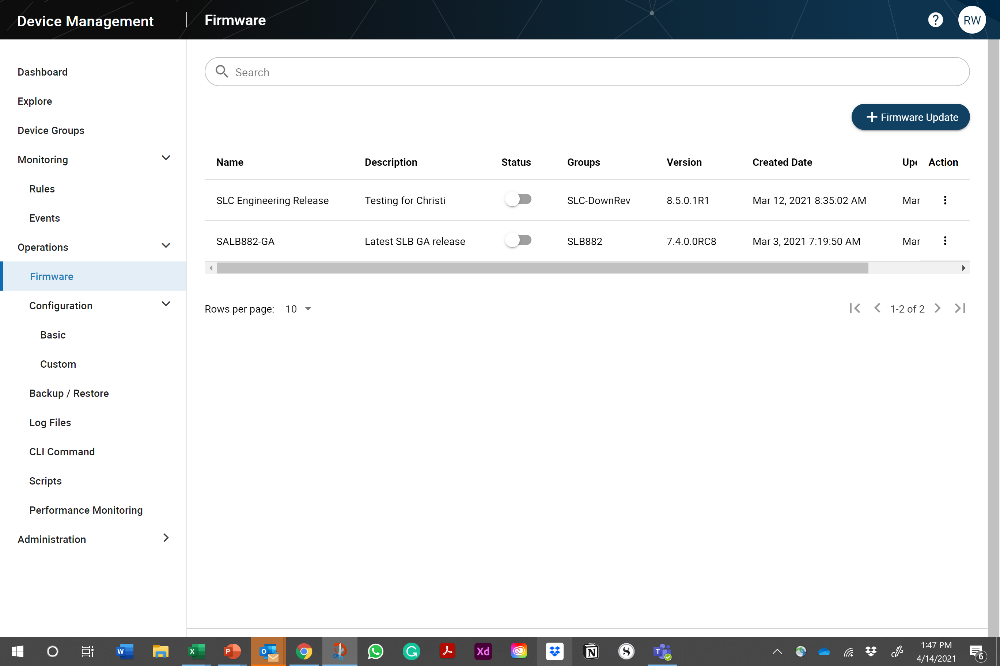 Device Management
Firmware
RW
Dashboard
Explore
Device Groups
Monitoring
Rules
Events
Operations
Firmware
Configuration
Basic
Custom
Backup / Restore
Log Files
CLI Command
Scripts
Performance Monitoring
Administration
Search
Firmware Update
Name Description Status Groups Version Created Date Upd Action
SLC Engineering Release Testing for Christi SLC-DownRev 8.5.0.1R1 Mar 12, 2021 8:35:02 AM Mar
SALB882-GA Latest SLB GA release SLB882 7.4.0.0RC8 Mar 3, 2021 7:19:50 AM Mar
Rows per page: 10 1-2 of 2
1:47 PM
4/14/2021
6